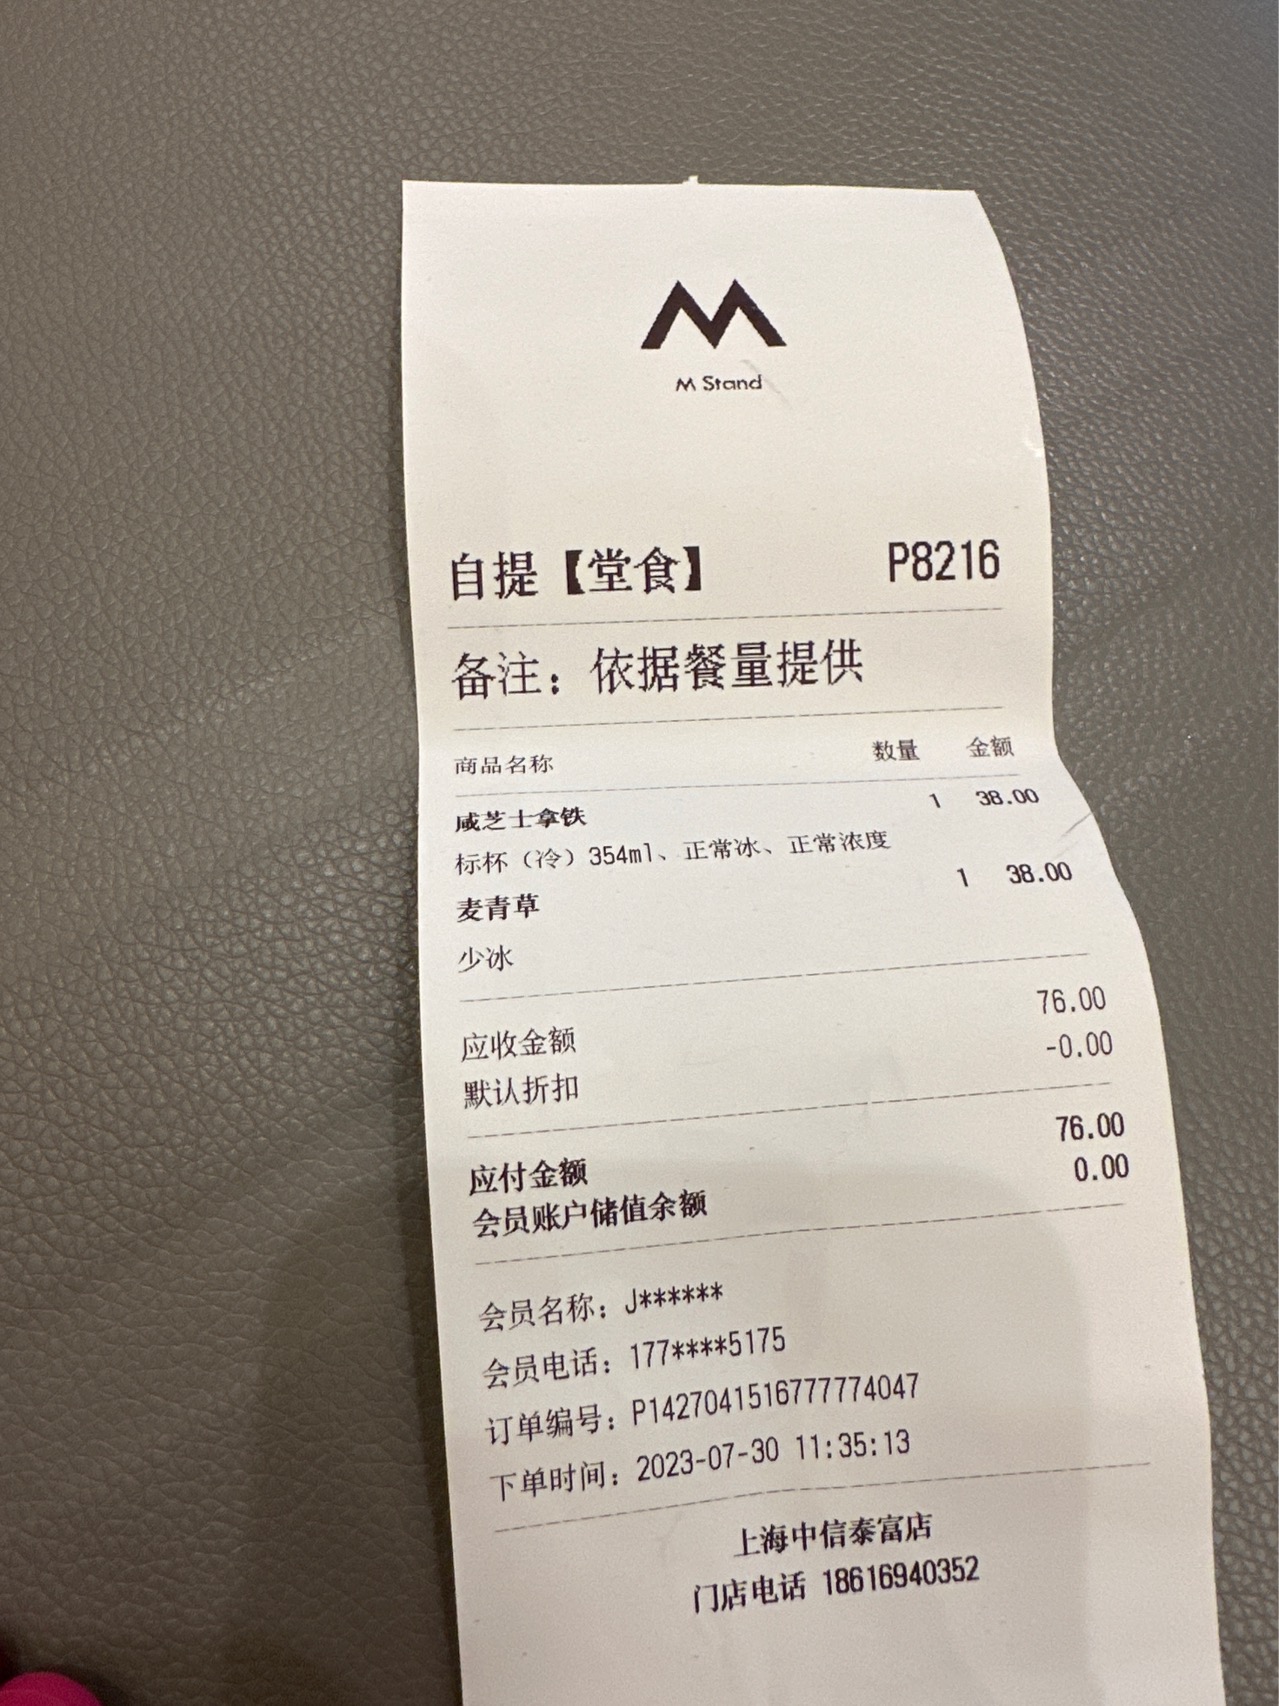 M Stand
自提【堂食】 P8216
备注：依据餐量提供
商品名称 数量 金额
咸芝士拿铁 1 38.00
标杯（冷）354ml、正常冰、正常浓度
麦青草 1 38.00
少冰
应收金额 76.00
默认折扣 -0.00
应付金额 76.00
会员账户储值余额 0.00
会员名称：J******
会员电话：177****5175
订单编号：P1427041516777774047
下单时间：2023-07-30 11:35:13
上海中信泰富店
门店电话 18616940352